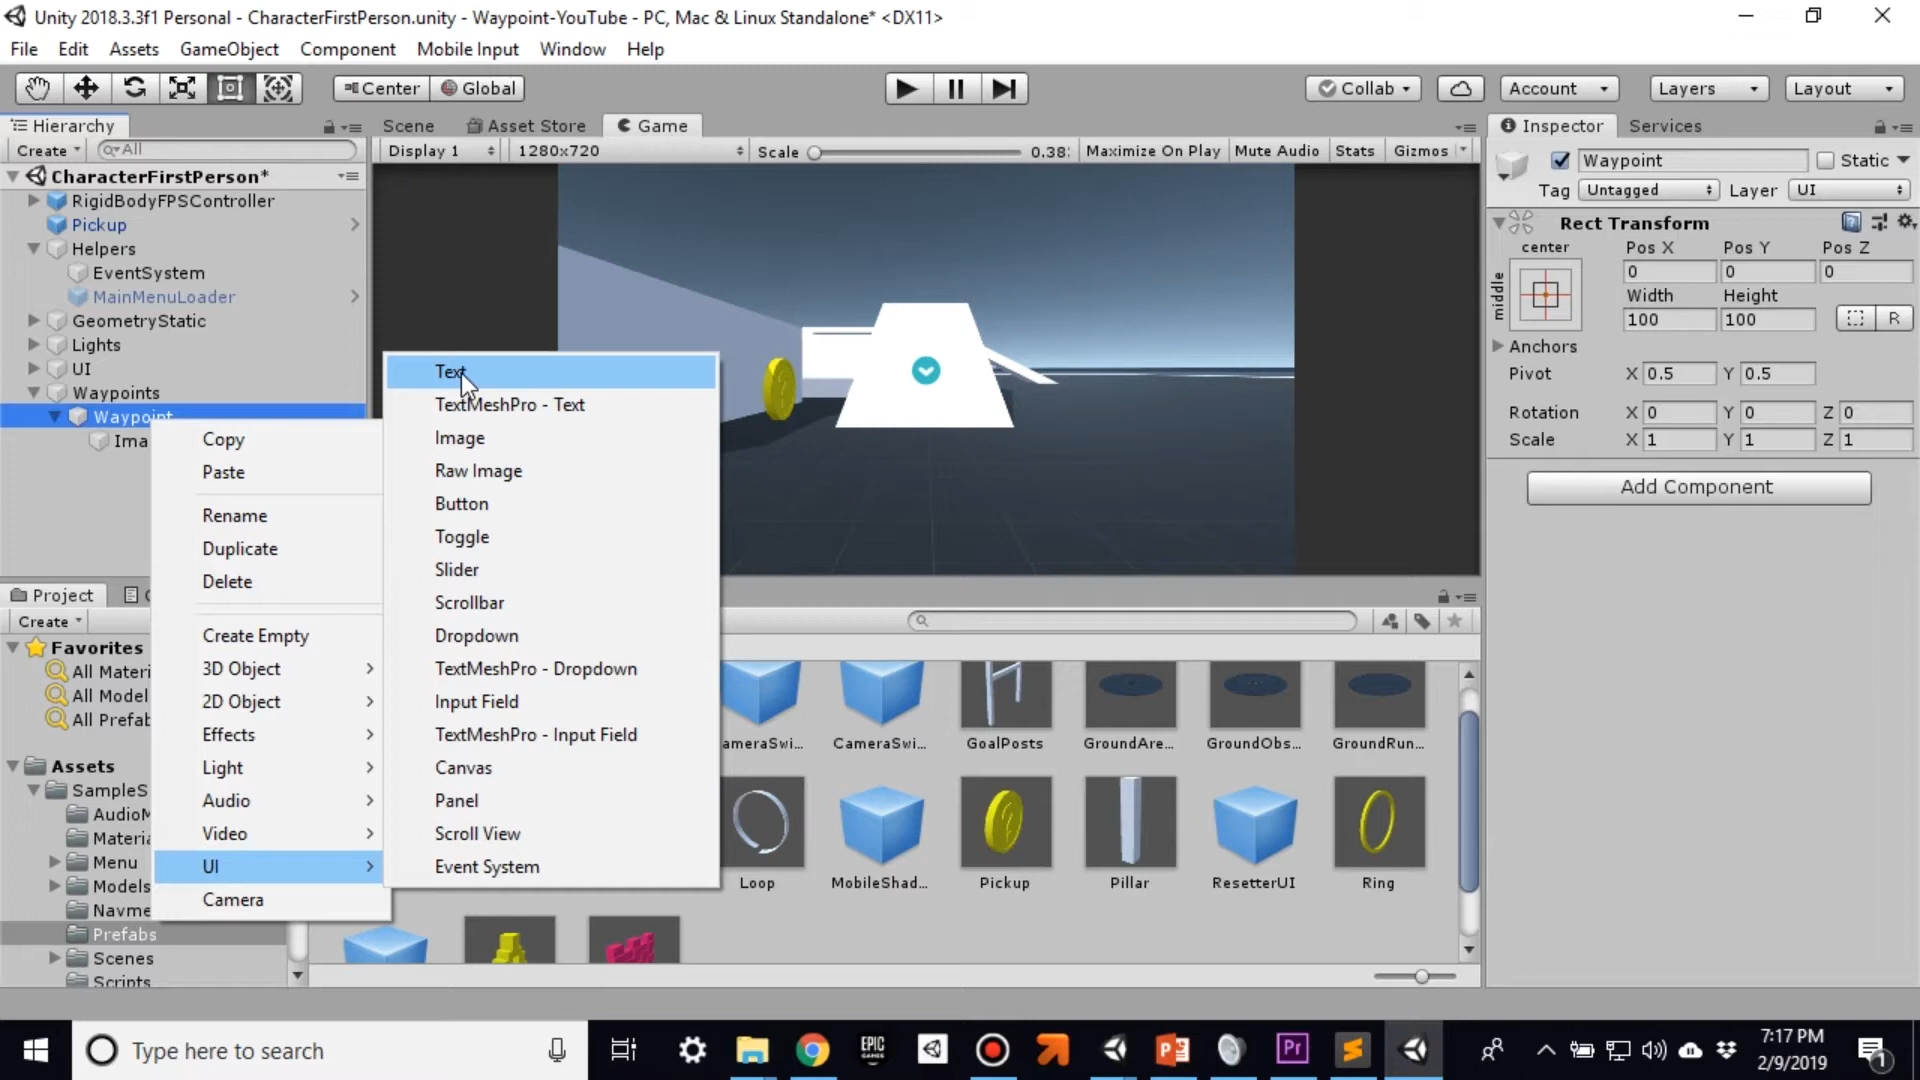 Unity 2018.3.3f1 Personal - CharacterFirstPerson.unity - Waypoint-YouTube - PC, Mac & Linux Standalone* <DX11>
File Edit Assets GameObject Component Mobile Input Window Help
Center Global Collab Account Layers Layout
Hierarchy Scene Asset Store Game Inspector Services
Create All Display 1 1280x720 Scale 0.38 Maximize On Play Mute Audio Stats Gizmos
CharacterFirstPerson*
RigidBodyFPSController
Pickup
Helpers
EventSystem
MainMenuLoader
GeometryStatic
Lights
UI
Waypoints
Waypoint
Ima
Copy
Paste
Rename
Duplicate
Delete
Create Empty
3D Object
2D Object
Effects
Light
Audio
Video
UI
Camera
Text
TextMeshPro - Text
Image
Raw Image
Button
Toggle
Slider
Scrollbar
Dropdown
TextMeshPro - Dropdown
Input Field
TextMeshPro - Input Field
Canvas
Panel
Scroll View
Event System
Waypoint Static
Tag Untagged Layer UI
Rect Transform
center Pos X Pos Y Pos Z
0 0 0
middle Width Height
100 100 R
Anchors
Pivot X 0.5 Y 0.5
Rotation X 0 Y 0 Z 0
Scale X 1 Y 1 Z 1
Add Component
Project
Create
Favorites
All Materi
All Model
All Prefab
Assets
SampleS
AudioM
Materia
Menu
Models
Navme
Prefabs
Scenes
Scripts
ameraSwi... CameraSwi... GoalPosts GroundAre... GroundObs... GroundRun...
Loop MobileShad... Pickup Pillar ResetterUI Ring
Type here to search
EPIC GAMES
Pr
7:17 PM
2/9/2019
1